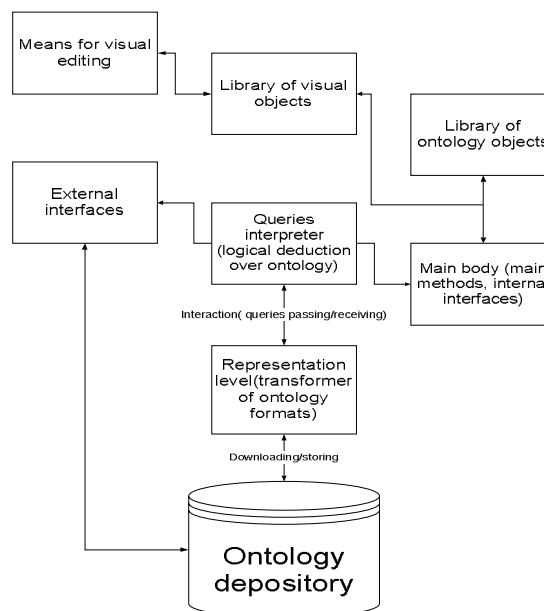 Means for visual
editing
Library of visual
objects
Library of
ontology objects
External
interfaces
Queries
interpreter
(logical deduction
over ontology)
Main body (main
methods, interna
interfaces)
Interaction( queries passing/receiving)
Representation
level(transformer
of ontology
formats)
Downloading/storing
Ontology
depository